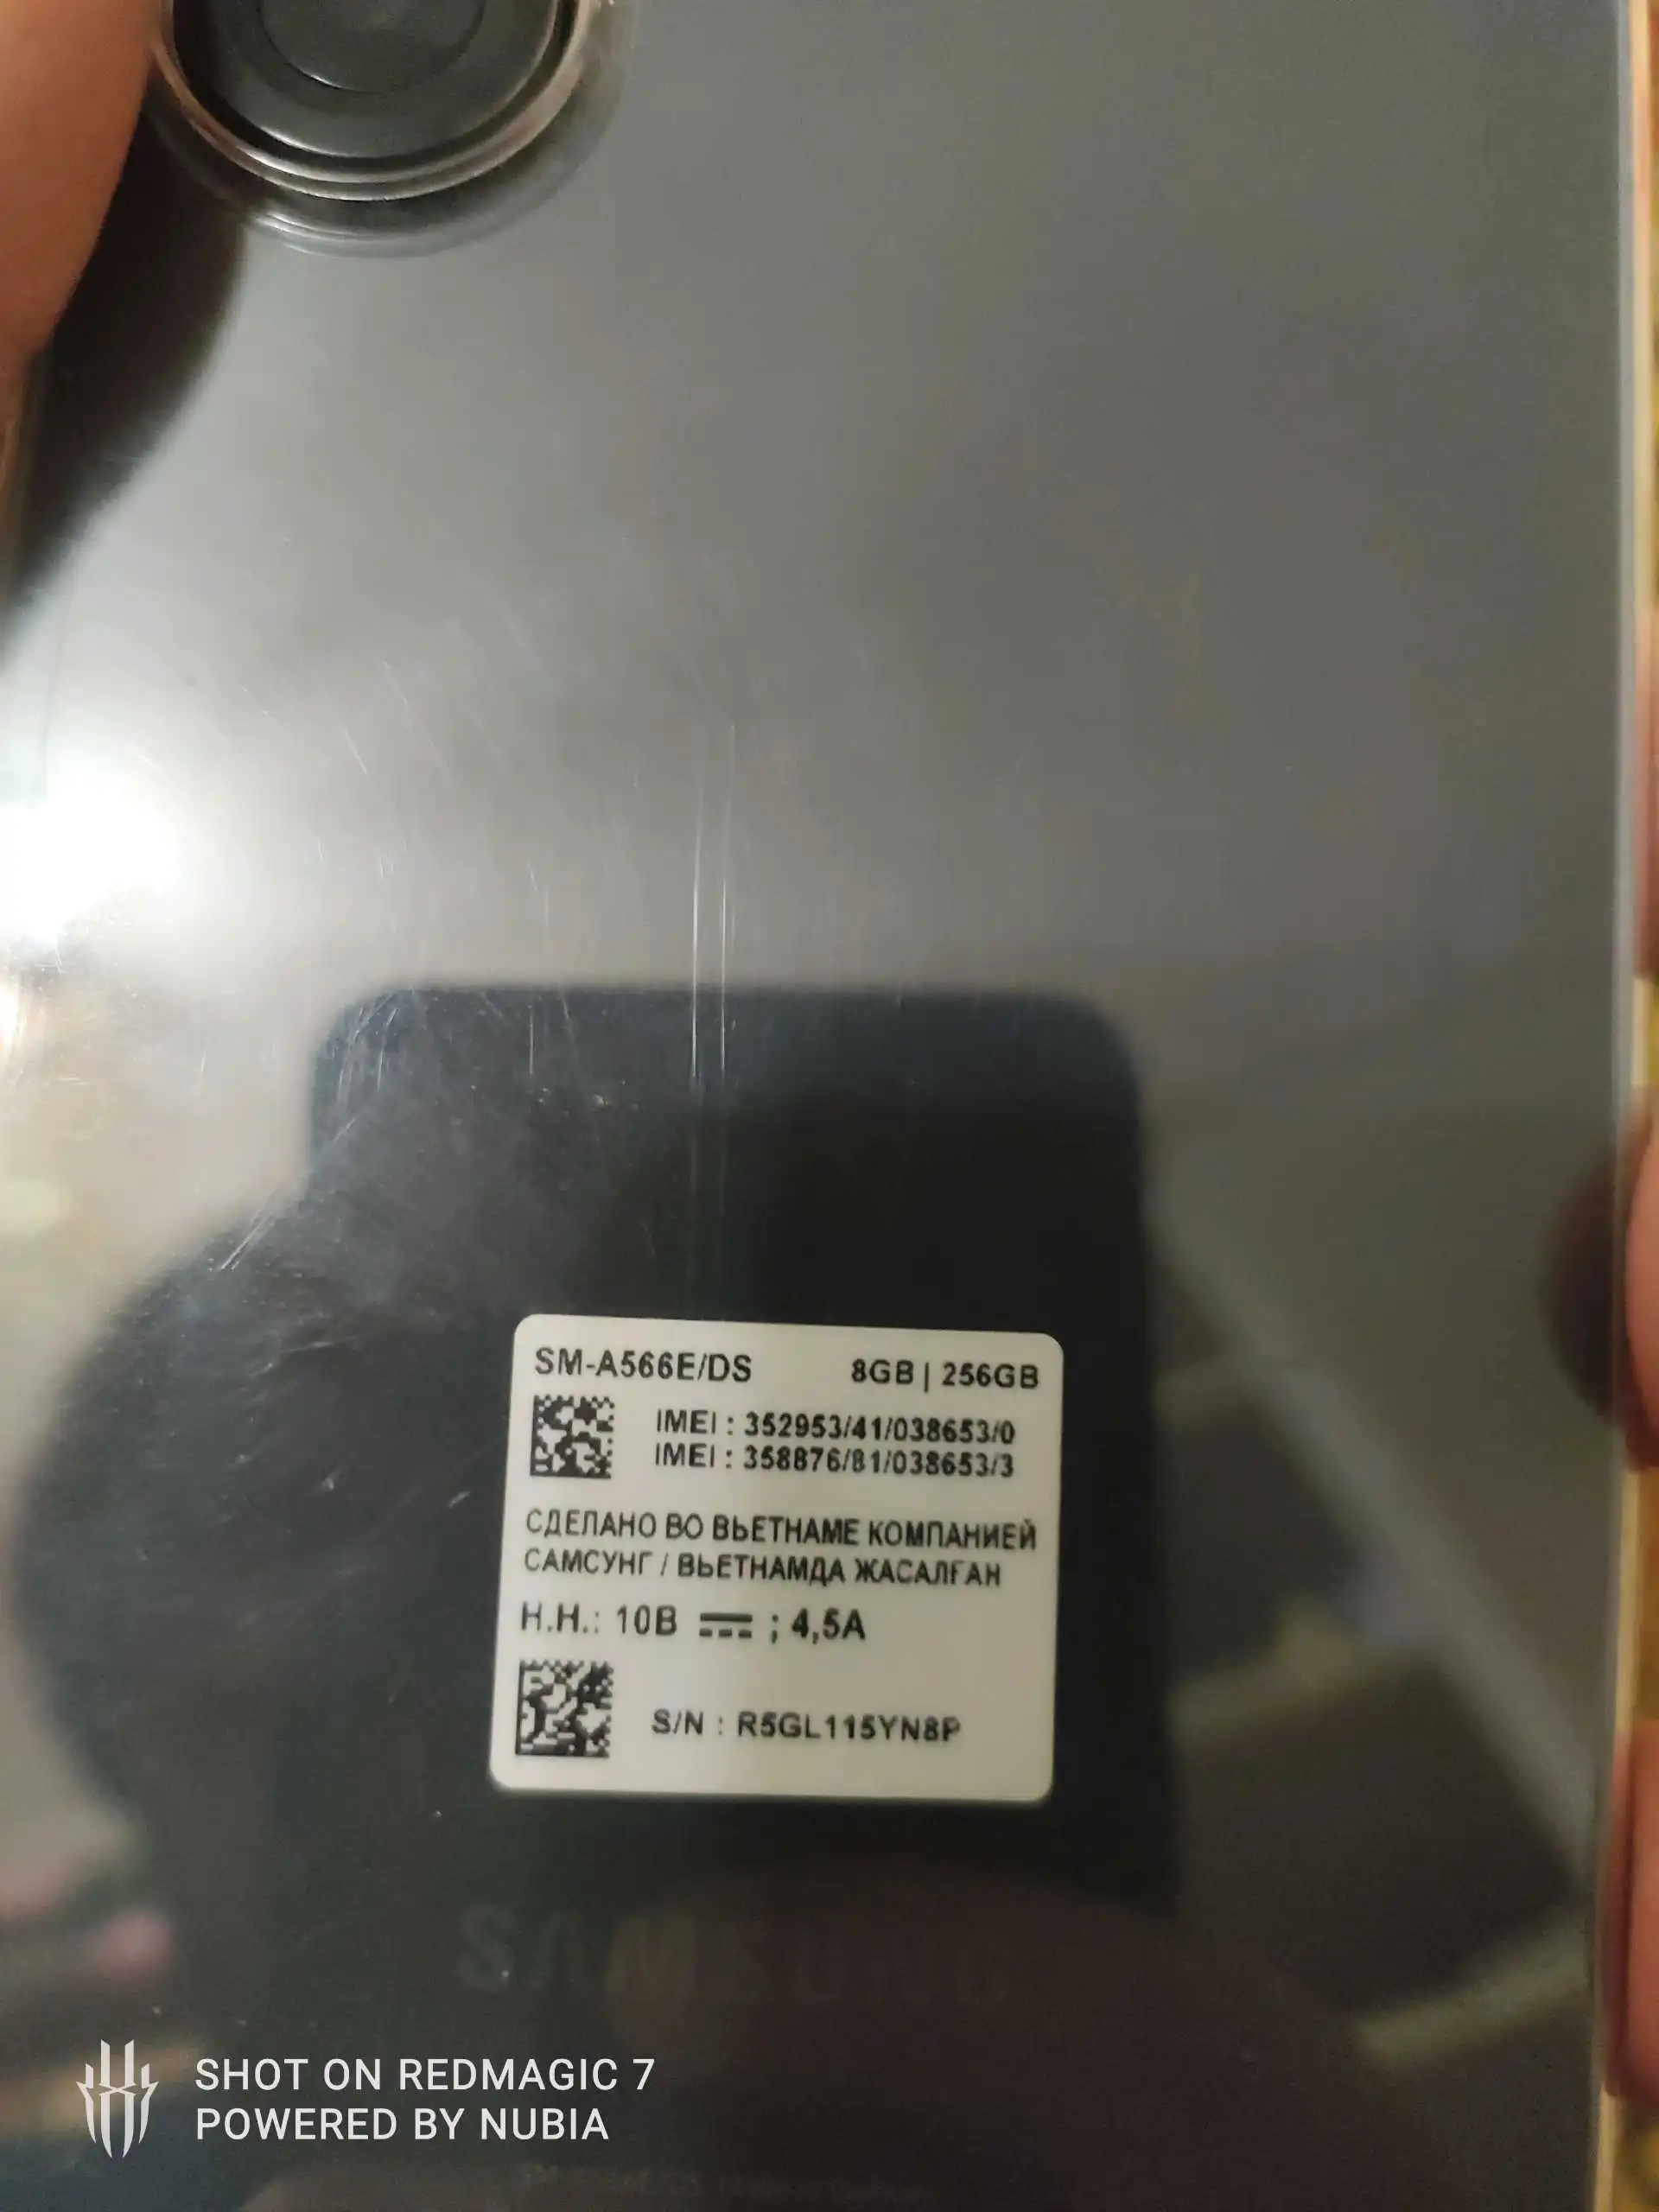 SM-A566E/DS 8GB | 256GB
IMEI : 352953/41/038653/0
IMEI : 358876/81/038653/3
СДЕЛАНО ВО ВЬЕТНАМЕ КОМПАНИЕЙ
САМСУНГ / ВЬЕТНАМДА ЖАСАЛҒАН
Н.Н.: 10В ⎓ ; 4,5А
S/N : R5GL115YN8P
SAMSUNG
SHOT ON REDMAGIC 7
POWERED BY NUBIA